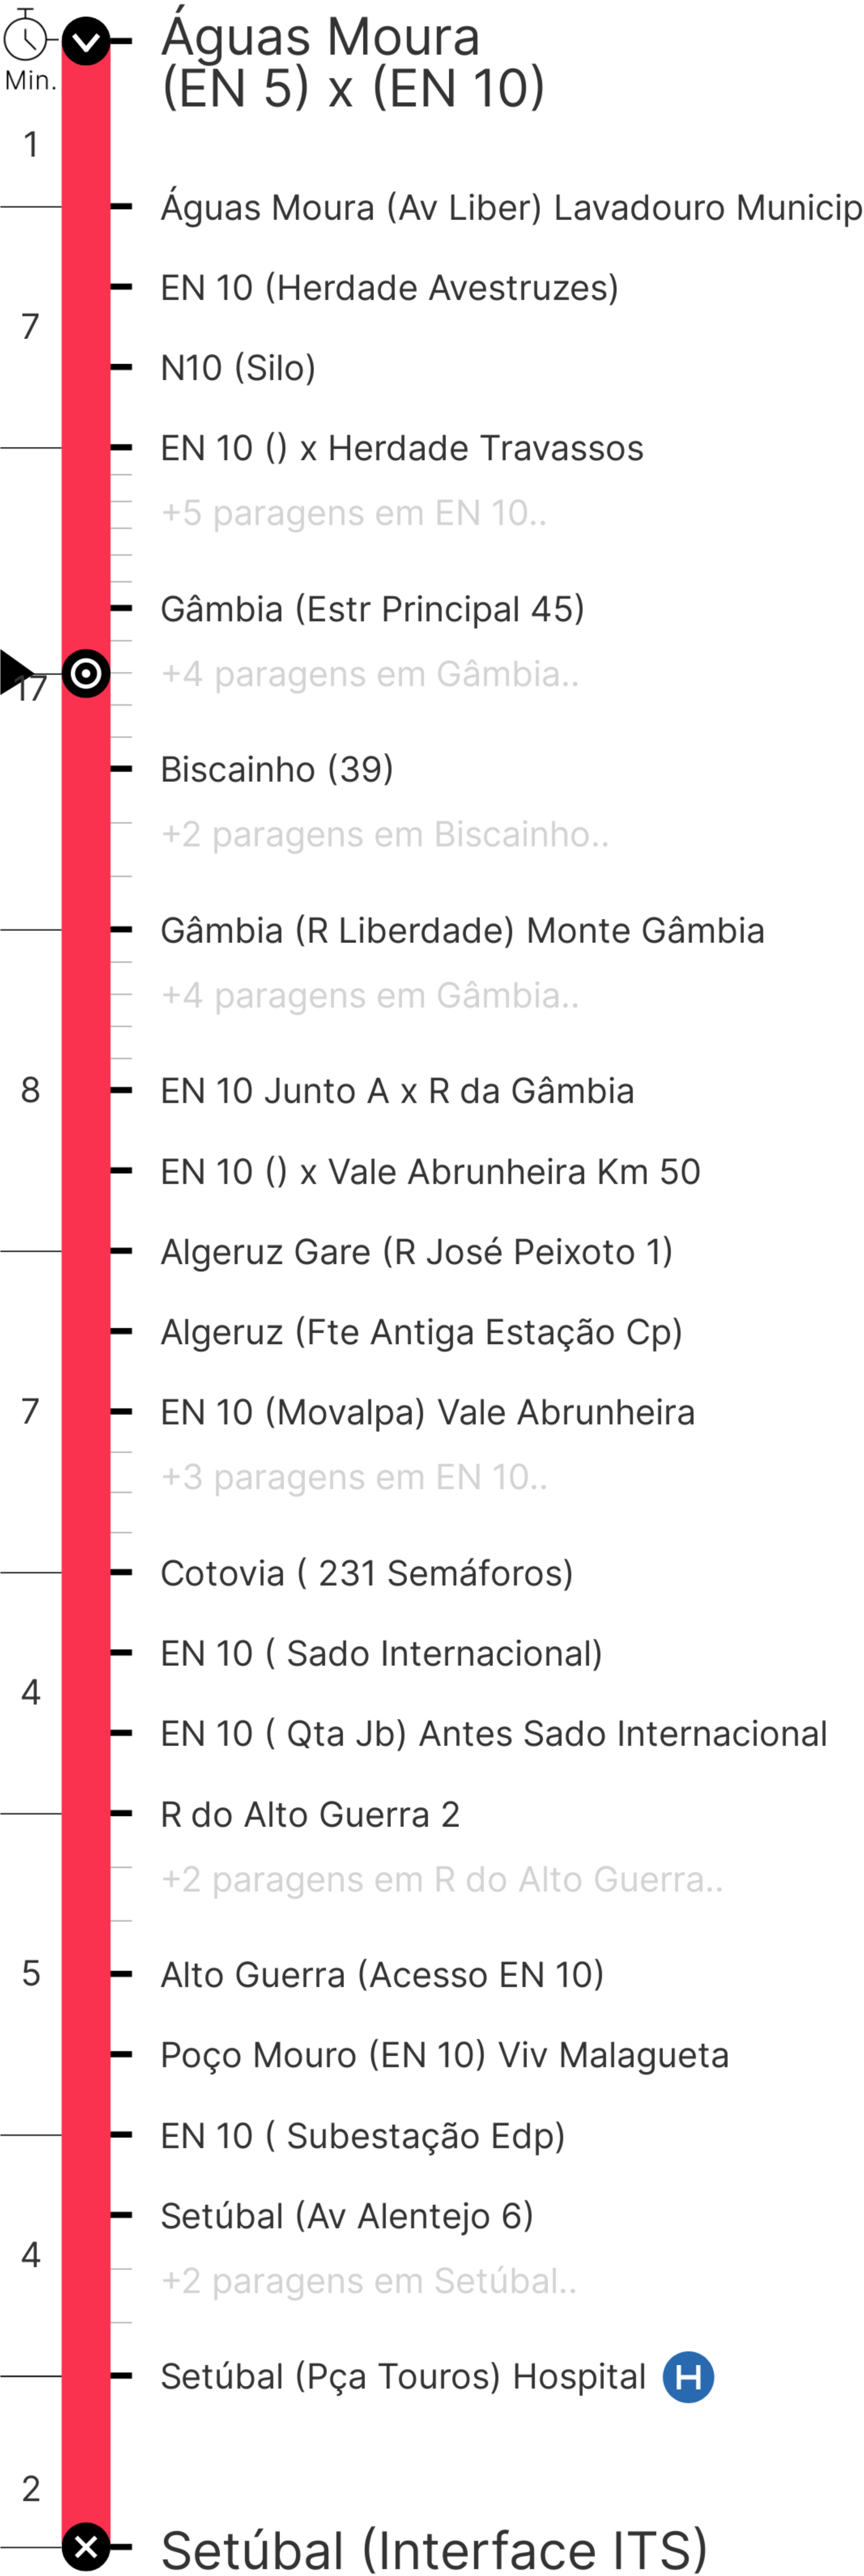 Águas Moura
(EN 5) x (EN 10)
Min.
1
Águas Moura (Av Liber) Lavadouro Municip
EN 10 (Herdade Avestruzes)
7
N10 (Silo)
EN 10 () x Herdade Travassos
+5 paragens em EN 10..
Gâmbia (Estr Principal 45)
+4 paragens em Gâmbia..
17
Biscainho (39)
+2 paragens em Biscainho..
Gâmbia (R Liberdade) Monte Gâmbia
+4 paragens em Gâmbia..
8
EN 10 Junto A x R da Gâmbia
EN 10 () x Vale Abrunheira Km 50
Algeruz Gare (R José Peixoto 1)
Algeruz (Fte Antiga Estação Cp)
7
EN 10 (Movalpa) Vale Abrunheira
+3 paragens em EN 10..
Cotovia ( 231 Semáforos)
EN 10 ( Sado Internacional)
4
EN 10 ( Qta Jb) Antes Sado Internacional
R do Alto Guerra 2
+2 paragens em R do Alto Guerra..
5
Alto Guerra (Acesso EN 10)
Poço Mouro (EN 10) Viv Malagueta
EN 10 ( Subestação Edp)
Setúbal (Av Alentejo 6)
4
+2 paragens em Setúbal..
Setúbal (Pça Touros) Hospital H
2
Setúbal (Interface ITS)